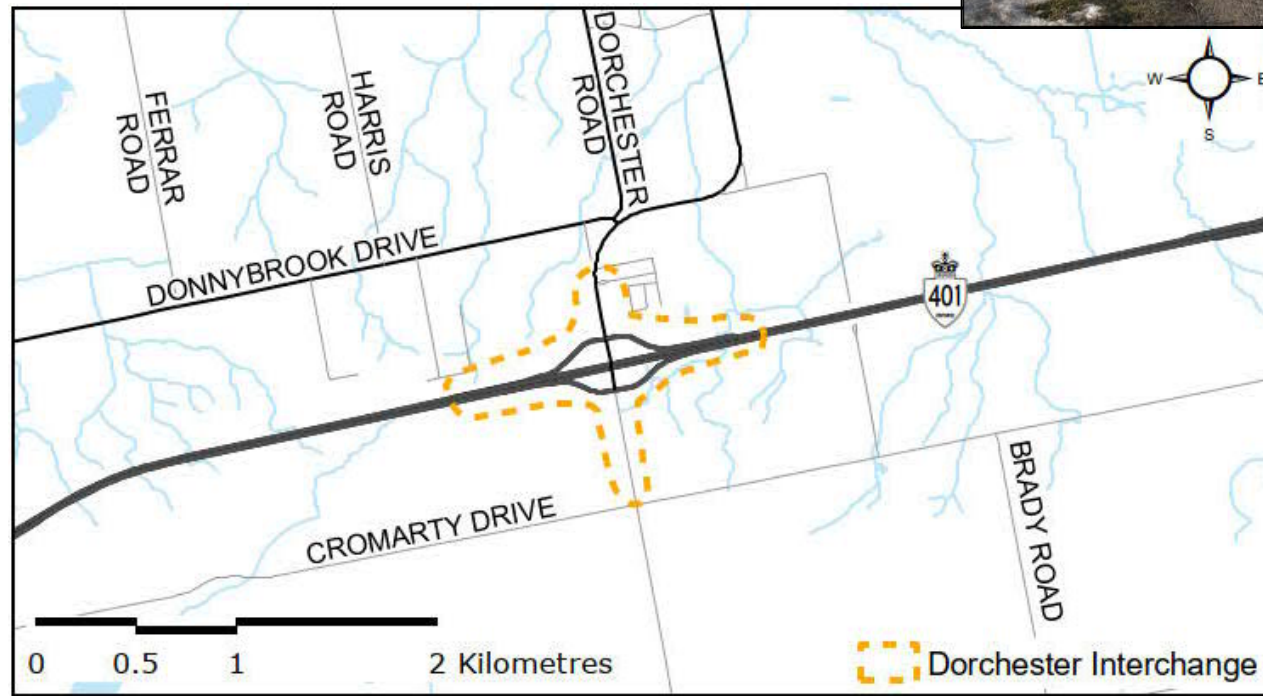 DORCHESTER
ROAD
HARRIS
ROAD
FERRAR
ROAD
W
E
S
DONNYBROOK DRIVE
401
CROMARTY DRIVE
BRADY ROAD
0 0.5 1 2 Kilometres
Dorchester Interchange